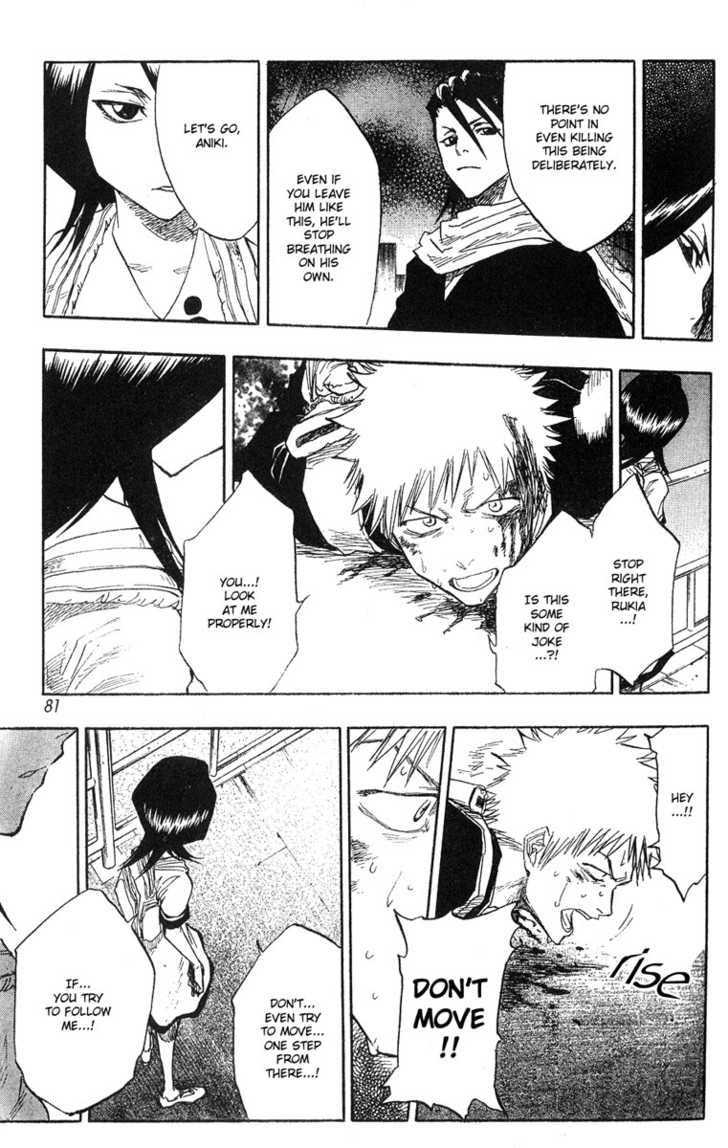 THERE'S NO
POINT IN
EVEN KILLING
THIS BEING
DELIBERATELY.
EVEN IF
YOU LEAVE
HIM LIKE
THIS, HE'LL
STOP
BREATHING
ON HIS
OWN.
LET'S GO,
ANIKI.
STOP
RIGHT
THERE,
RUKIA
...!
IS THIS
SOME
KIND OF
JOKE
...?!
YOU...!
LOOK
AT ME
PROPERLY!
81
HEY
...!!
rise
DON'T
MOVE
!!
DON'T...
EVEN TRY
TO MOVE...
ONE STEP
FROM
THERE...!
IF...
YOU TRY
TO FOLLOW
ME...!